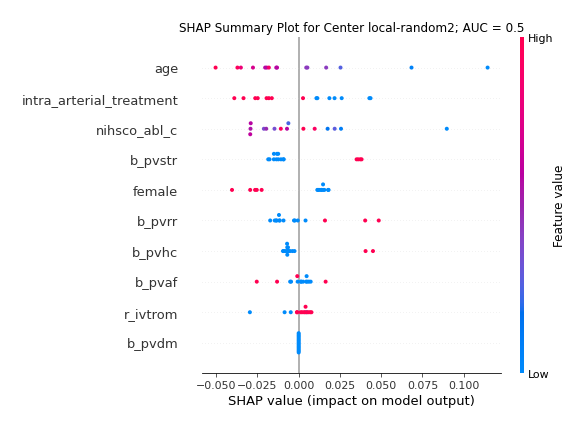 SHAP Summary Plot for Center local-random2; AUC = 0.5
High
age
intra_arterial_treatment
nihsco_abl_c
b_pvstr
female
b_pvrr
b_pvhc
b_pvaf
r_ivtrom
b_pvdm
Feature value
Low
−0.050 −0.025 0.000 0.025 0.050 0.075 0.100
SHAP value (impact on model output)